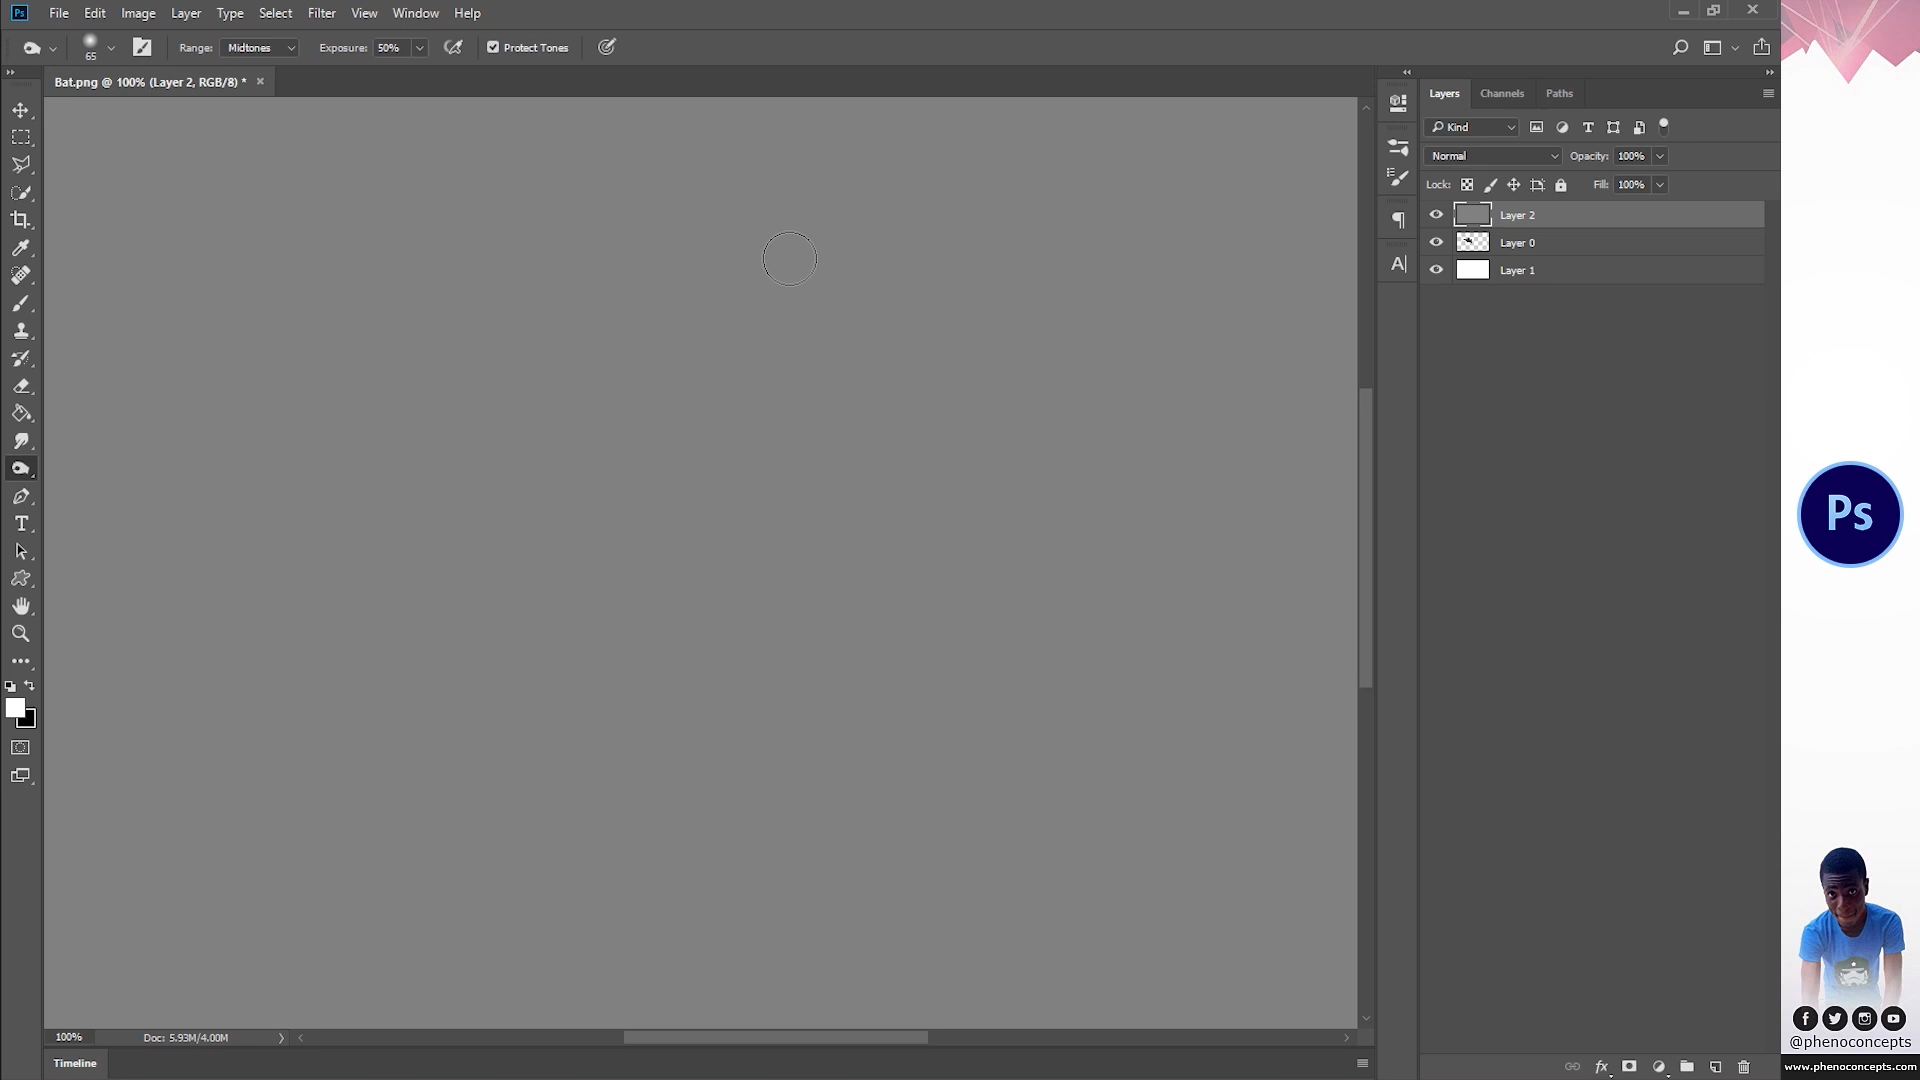 Ps File Edit Image Layer Type Select Filter View Window Help
65 Range: Midtones Exposure: 50% Protect Tones
Bat.png @ 100% (Layer 2, RGB/8) *
Layers Channels Paths
Kind
Normal Opacity: 100%
Lock: Fill: 100%
Layer 2
Layer 0
Layer 1
Ps
100% Doc: 5.93M/4.00M
Timeline
@phenoconcepts
www.phenoconcepts.com